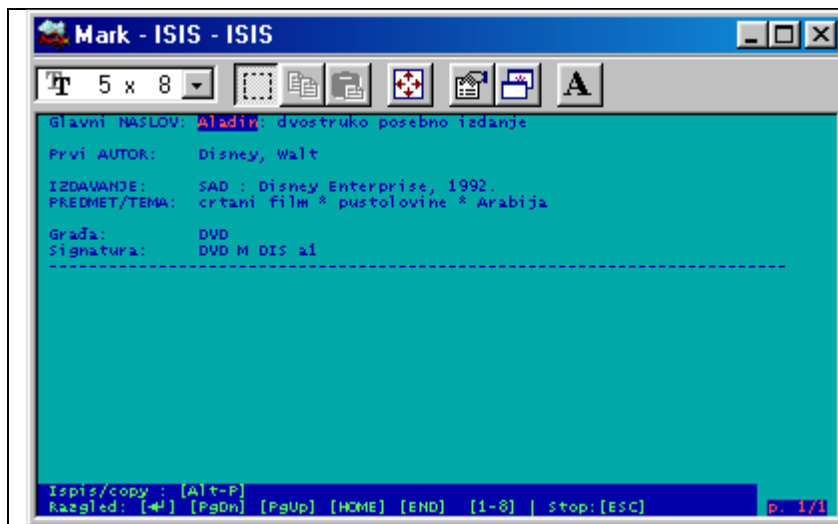 Mark - ISIS - ISIS
Tr 5 x 8 A
Glavni NASLOV: Aladin: dvostruko posebno izdanje
Prvi AUTOR: Disney, Walt
IZDAVANJE: SAD : Disney Enterprise, 1992.
PREDMET/TEMA: crtani film * pustolovine * Arabija
Građa: DVD
Signatura: DVD M DIS a1
Ispis/copy : [Alt-P]
Razgled: [↵] [PgDn] [PgUp] [HOME] [END] [1-8] | Stop:[ESC] p. 1/1